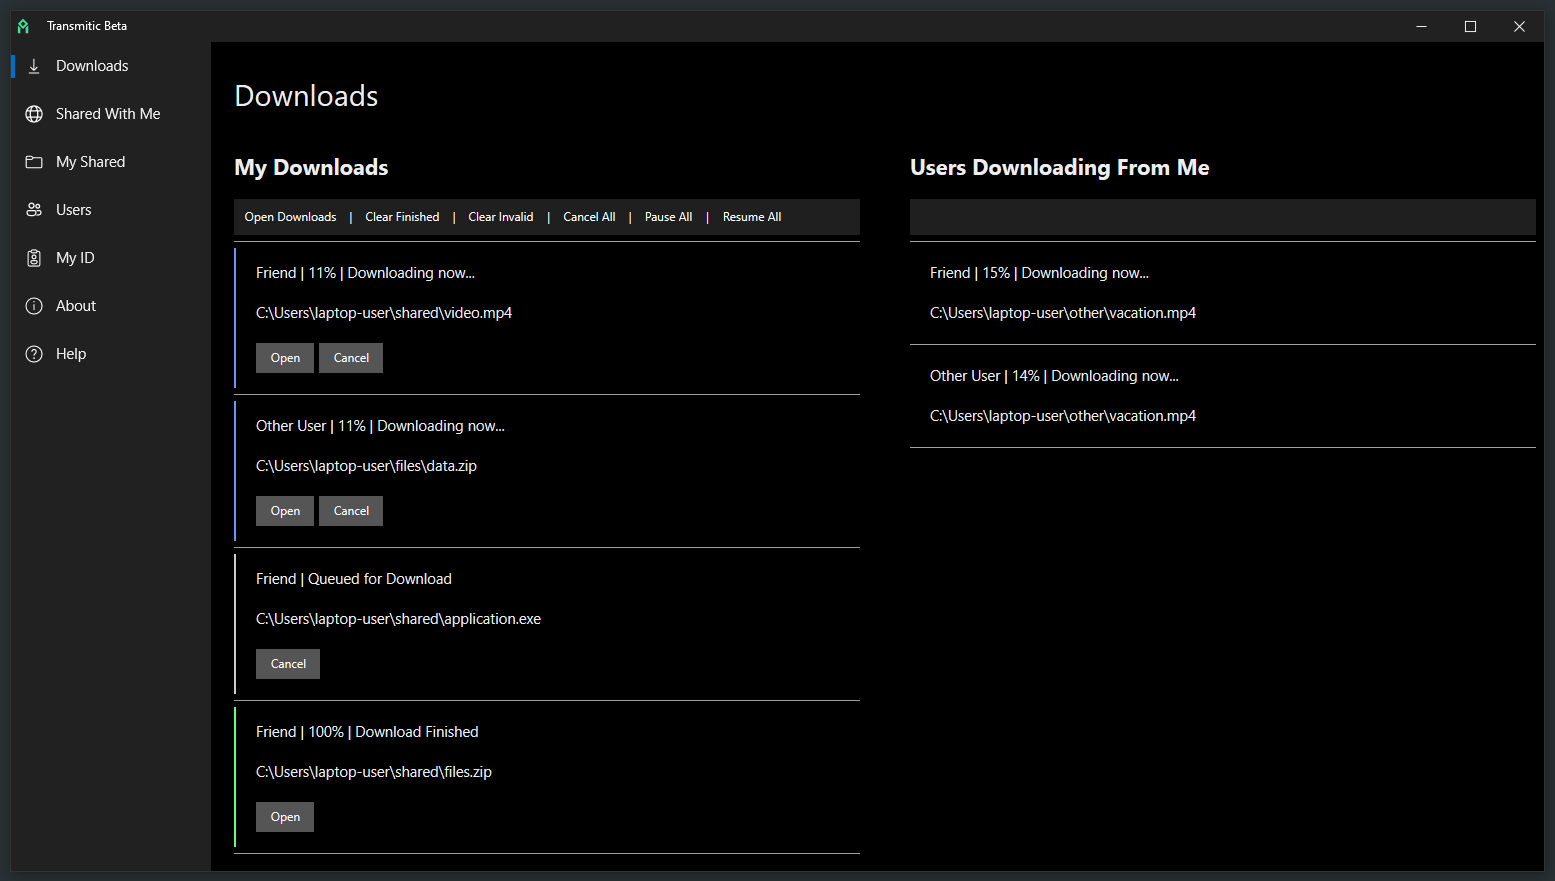 Transmitic Beta
Downloads
Shared With Me
My Shared
Users
My ID
About
Help
Downloads
My Downloads
Open Downloads | Clear Finished | Clear Invalid | Cancel All | Pause All | Resume All
Friend | 11% | Downloading now...
C:\Users\laptop-user\shared\video.mp4
Open Cancel
Other User | 11% | Downloading now...
C:\Users\laptop-user\files\data.zip
Open Cancel
Friend | Queued for Download
C:\Users\laptop-user\shared\application.exe
Cancel
Friend | 100% | Download Finished
C:\Users\laptop-user\shared\files.zip
Open
Users Downloading From Me
Friend | 15% | Downloading now...
C:\Users\laptop-user\other\vacation.mp4
Other User | 14% | Downloading now...
C:\Users\laptop-user\other\vacation.mp4